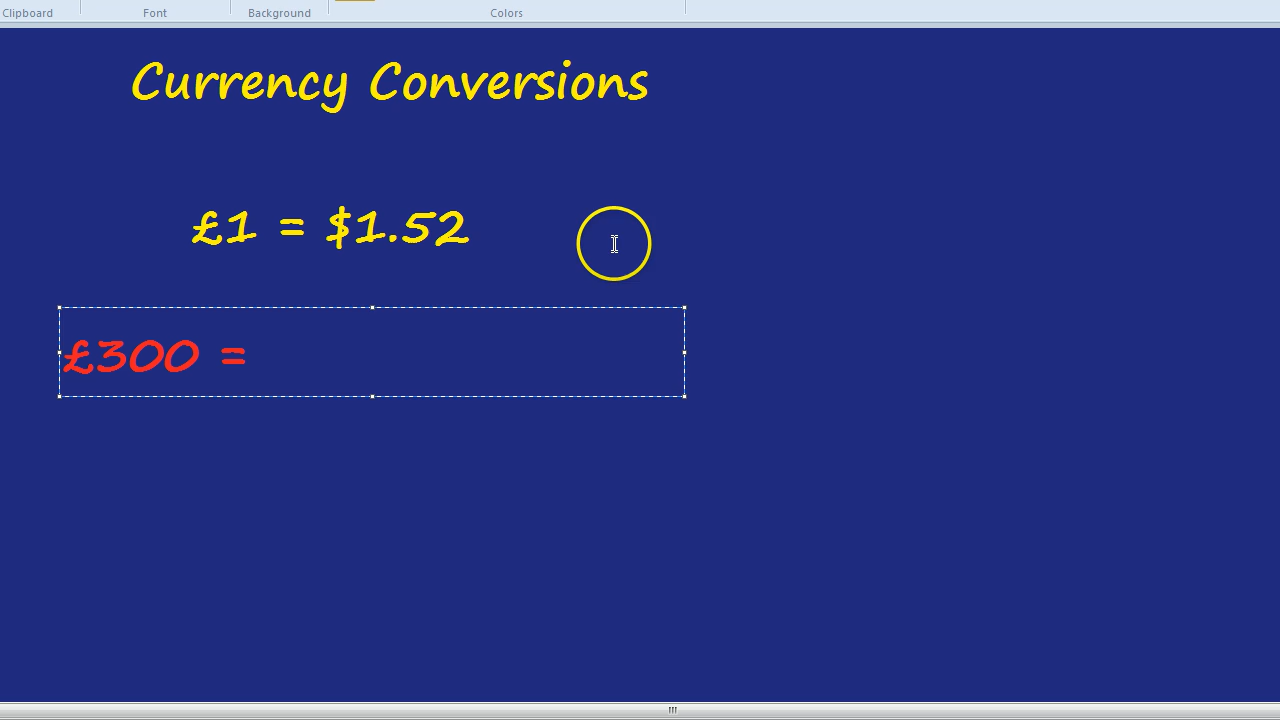 Clipboard Font Background Colors
Currency Conversions
£1 = $1.52
£300 =